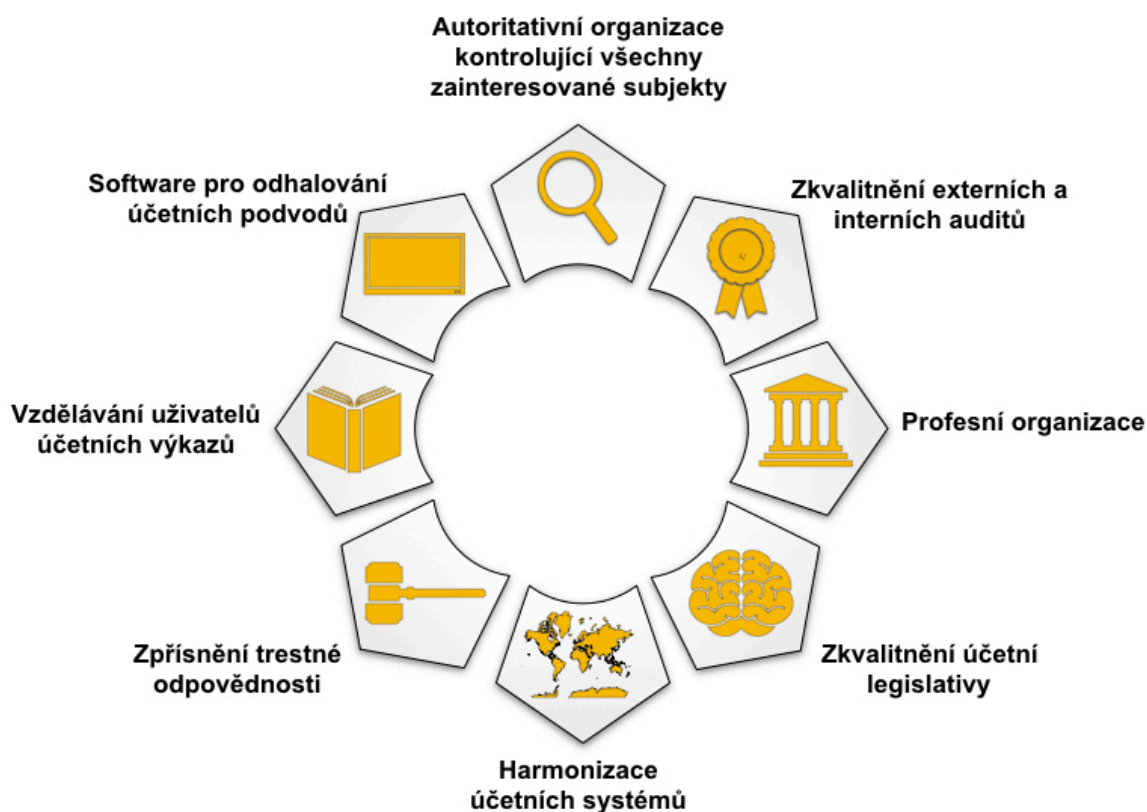 Autoritativní organizace
kontrolující všechny
zainteresované subjekty
Software pro odhalování
účetních podvodů
Zkvalitnění externích a
interních auditů
Vzdělávání uživatelů
účetních výkazů
Profesní organizace
Zpřísnění trestné
odpovědnosti
Zkvalitnění účetní
legislativy
Harmonizace
účetních systémů